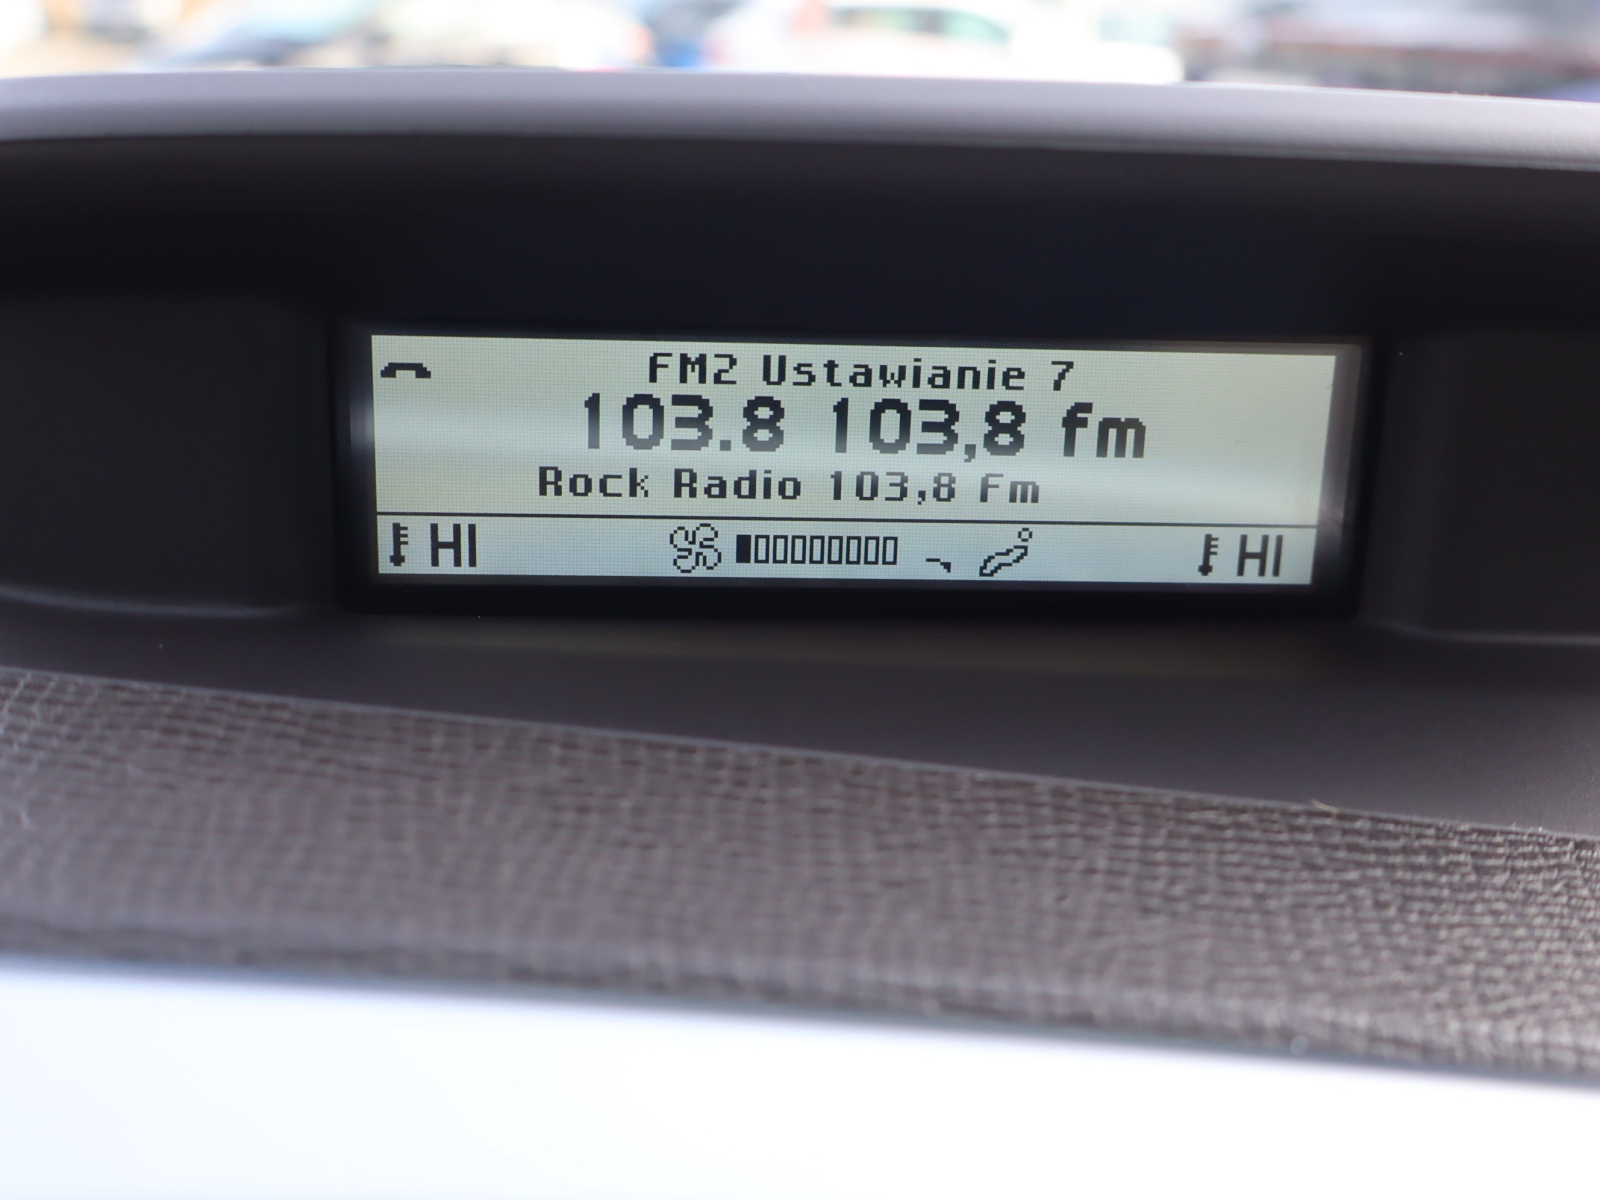 FM2 Ustawianie 7
103.8 103,8 fm
Rock Radio 103,8 Fm
HI HI